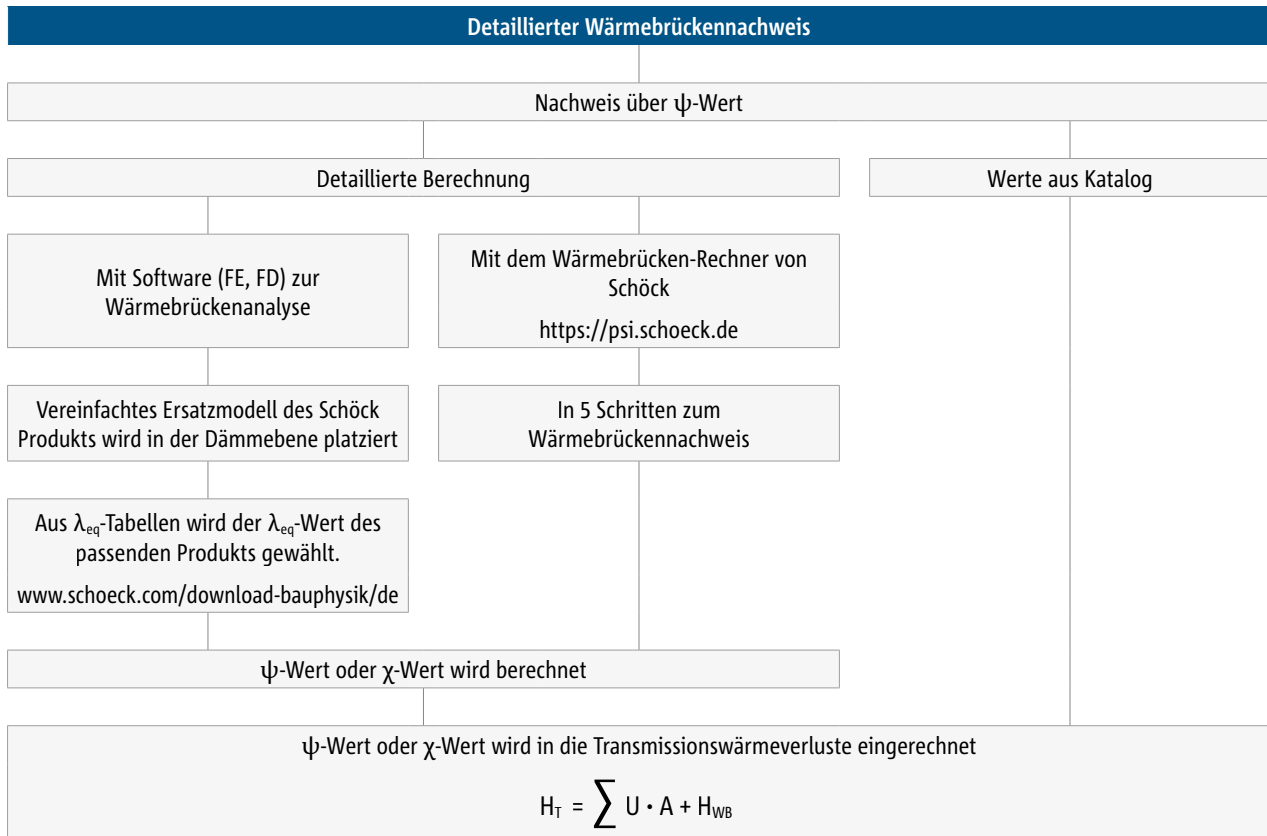 Detaillierter Wärmebrückennachweis
Nachweis über ψ-Wert
Detaillierte Berechnung
Werte aus Katalog
Mit Software (FE, FD) zur
Wärmebrückenanalyse
Mit dem Wärmebrücken-Rechner von
Schöck
https://psi.schoeck.de
Vereinfachtes Ersatzmodell des Schöck
Produkts wird in der Dämmebene platziert
In 5 Schritten zum
Wärmebrückennachweis
Aus λeq-Tabellen wird der λeq-Wert des
passenden Produkts gewählt.
www.schoeck.com/download-bauphysik/de
ψ-Wert oder χ-Wert wird berechnet
ψ-Wert oder χ-Wert wird in die Transmissionswärmeverluste eingerechnet
HT = ∑ U • A + HWB